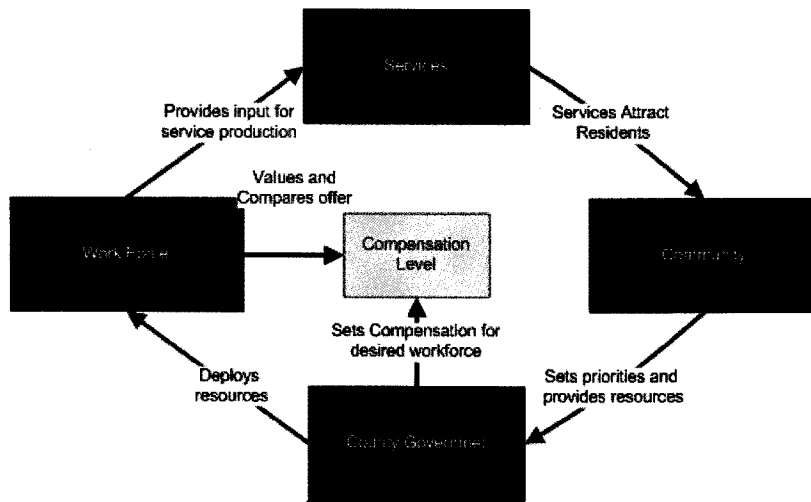 Services
Provides input for
service production
Services Attract
Residents
Values and
Compares offer
Work Force
Compensation
Level
Community
Sets Compensation for
desired workforce
Deploys
resources
Sets priorities and
provides resources
County Governmet